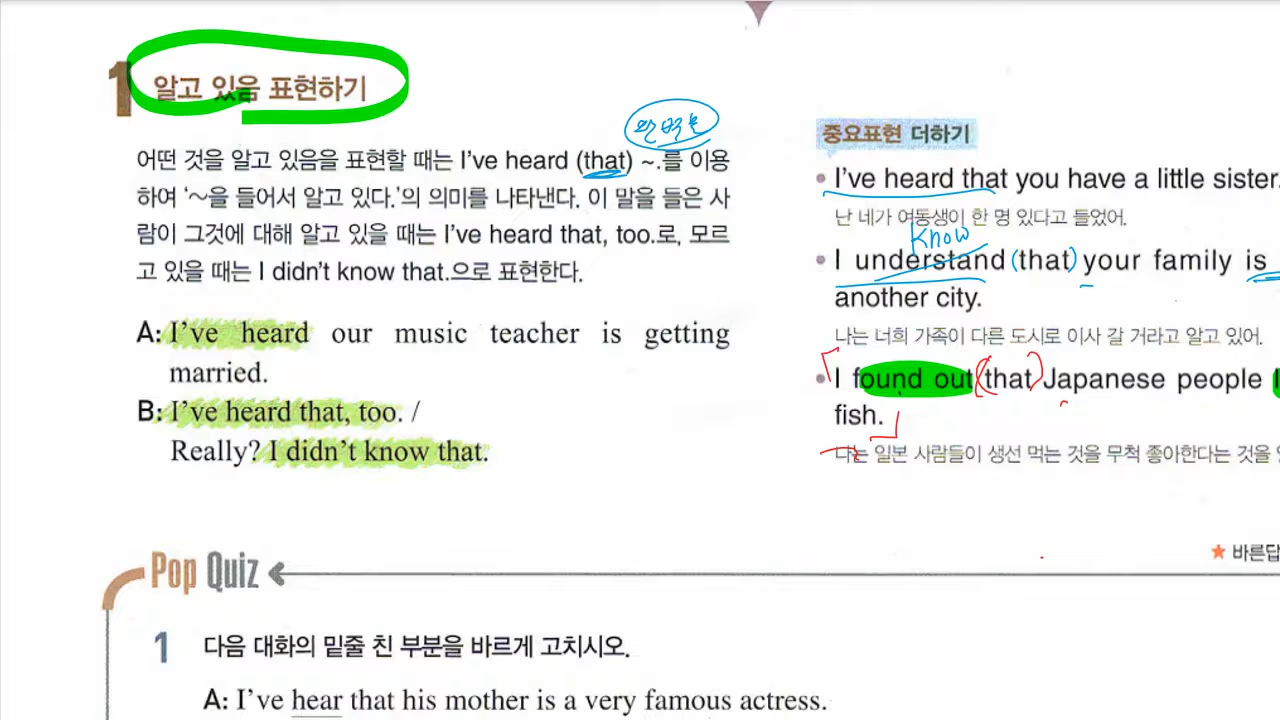 1 알고 있음 표현하기
어떤 것을 알고 있음을 표현할 때는 I've heard (that) ~.를 이용
하여 '~을 들어서 알고 있다.'의 의미를 나타낸다. 이 말을 들은 사
람이 그것에 대해 알고 있을 때는 I've heard that, too.로, 모르
고 있을 때는 I didn't know that.으로 표현한다.
A: I've heard our music teacher is getting
married.
B: I've heard that, too. /
Really? I didn't know that.
중요표현 더하기
I've heard that you have a little sister.
난 네가 여동생이 한 명 있다고 들었어.
know
I understand (that) your family is
another city.
나는 너희 가족이 다른 도시로 이사 갈 거라고 알고 있어.
I found out (that) Japanese people
fish.
나는 일본 사람들이 생선 먹는 것을 무척 좋아한다는 것을
★ 바른답
Pop Quiz
1 다음 대화의 밑줄 친 부분을 바르게 고치시오.
A: I've hear that his mother is a very famous actress.